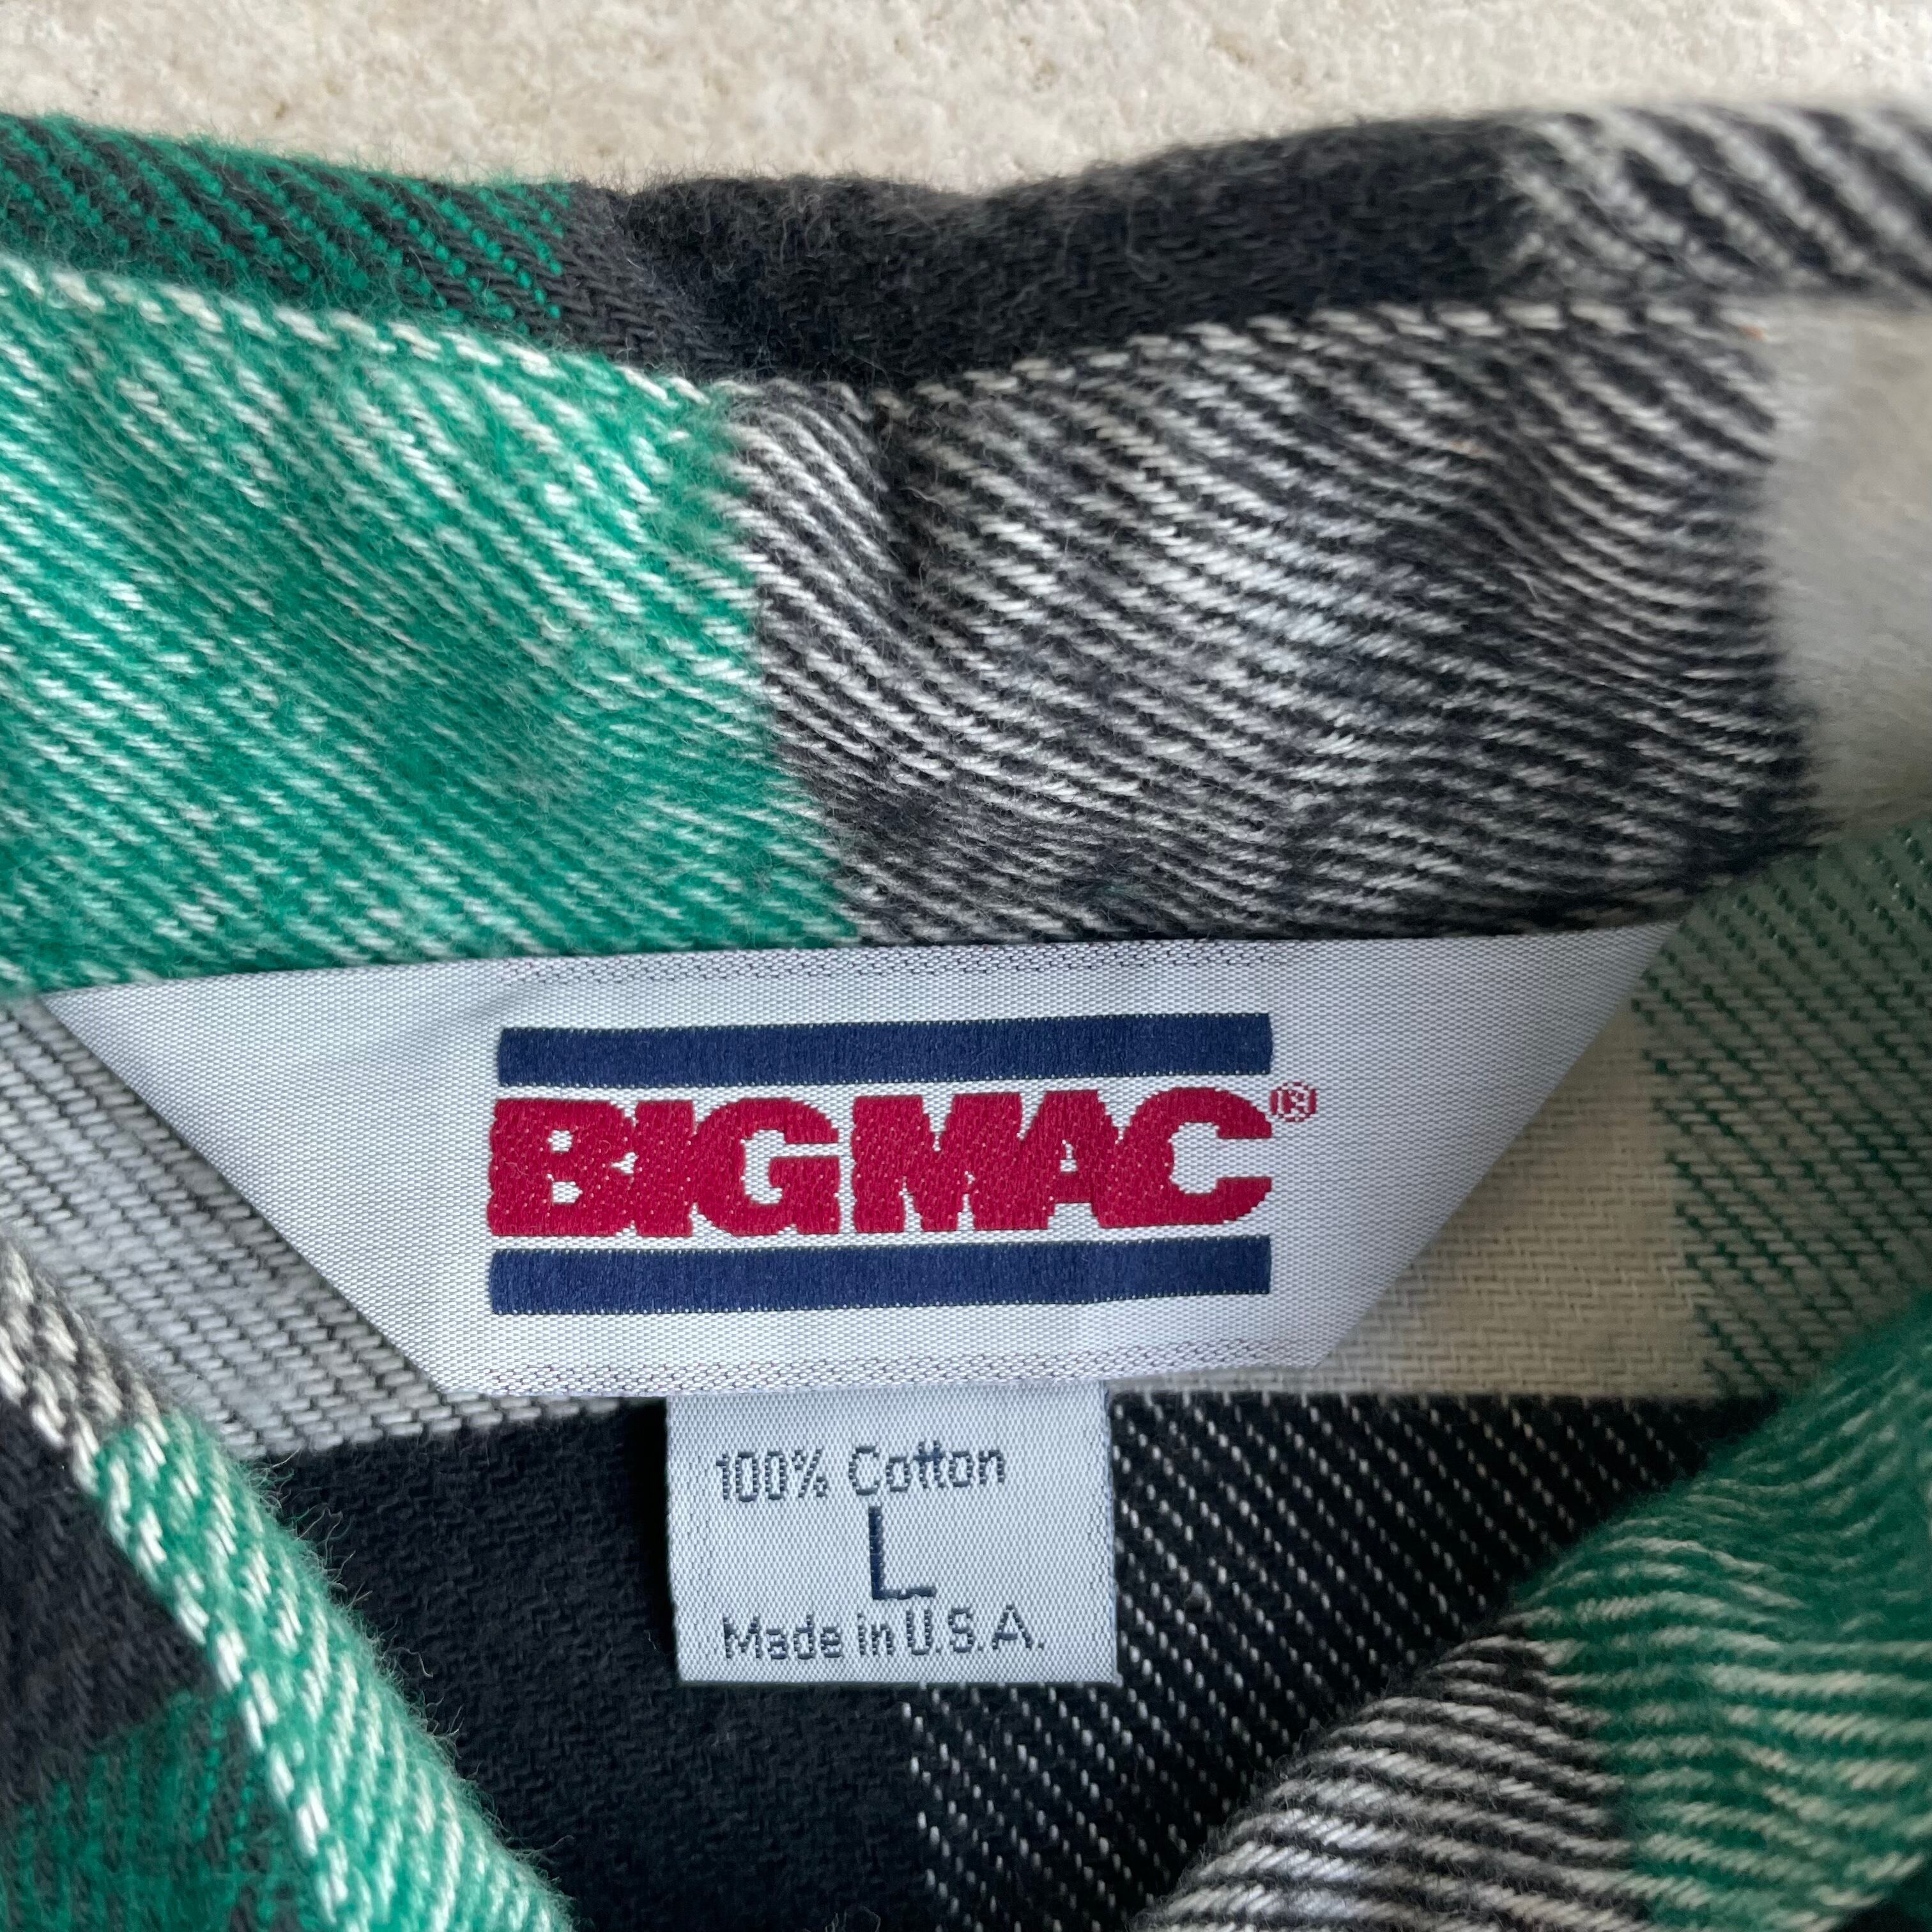 BIG MAC®
100% Cotton
L
Made in U.S.A.